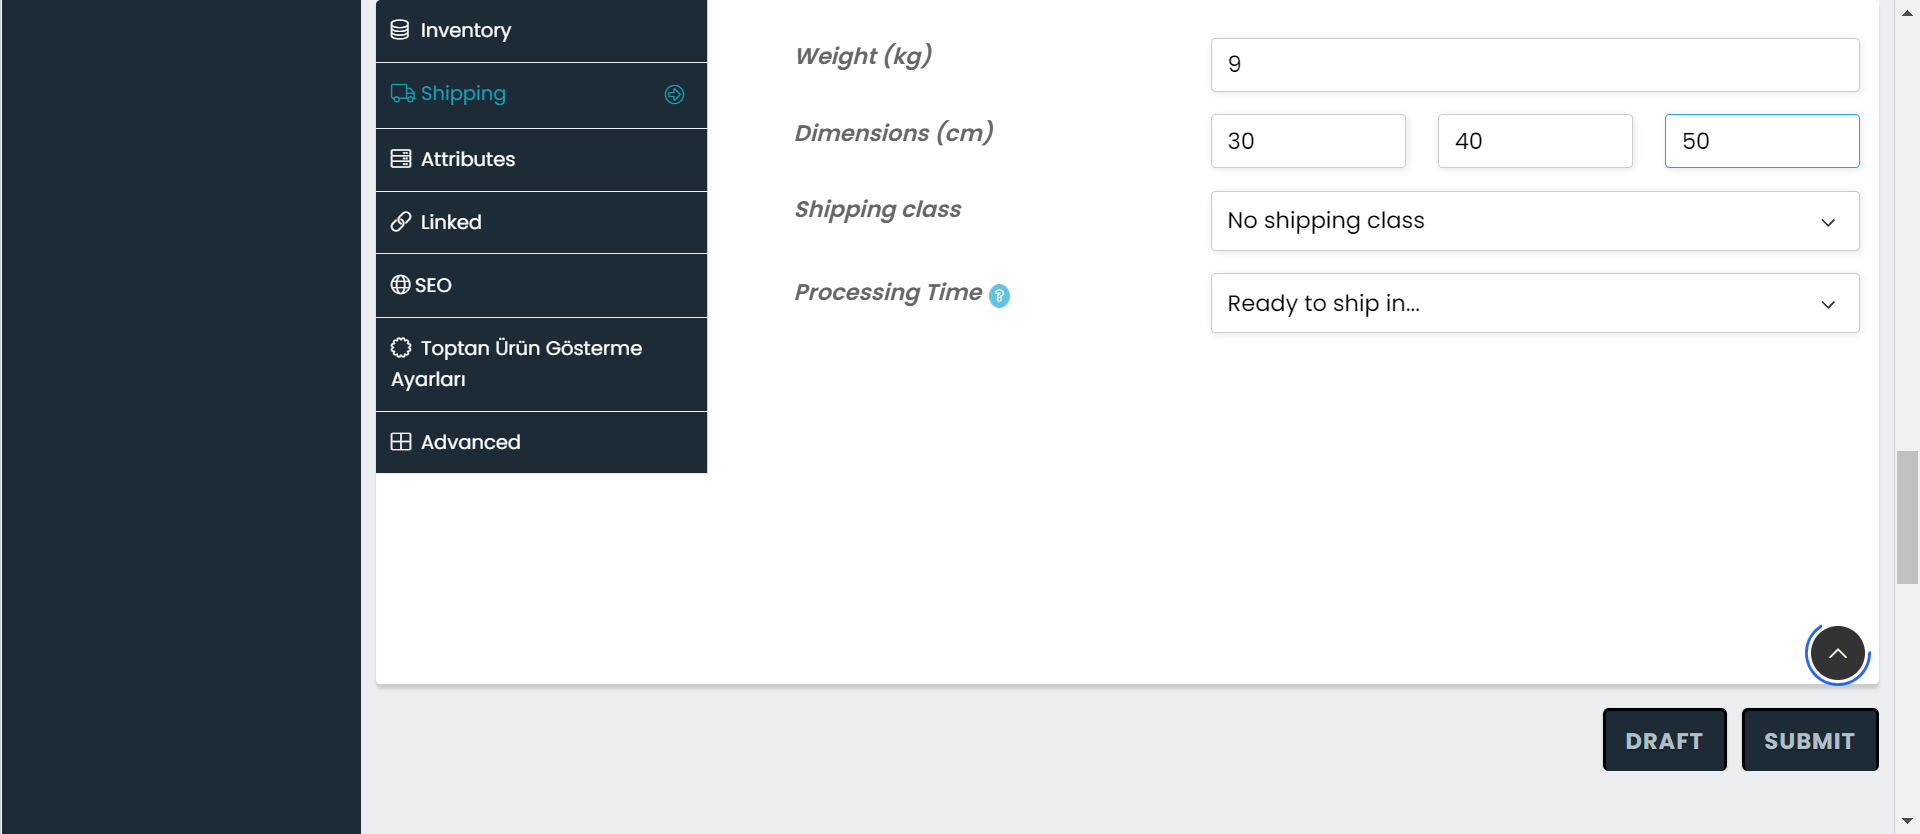 Inventory
Shipping
Attributes
Linked
SEO
Toptan Ürün Gösterme
Ayarları
Advanced
Weight (kg)
9
Dimensions (cm)
30 40 50
Shipping class
No shipping class
Processing Time ?
Ready to ship in...
DRAFT SUBMIT